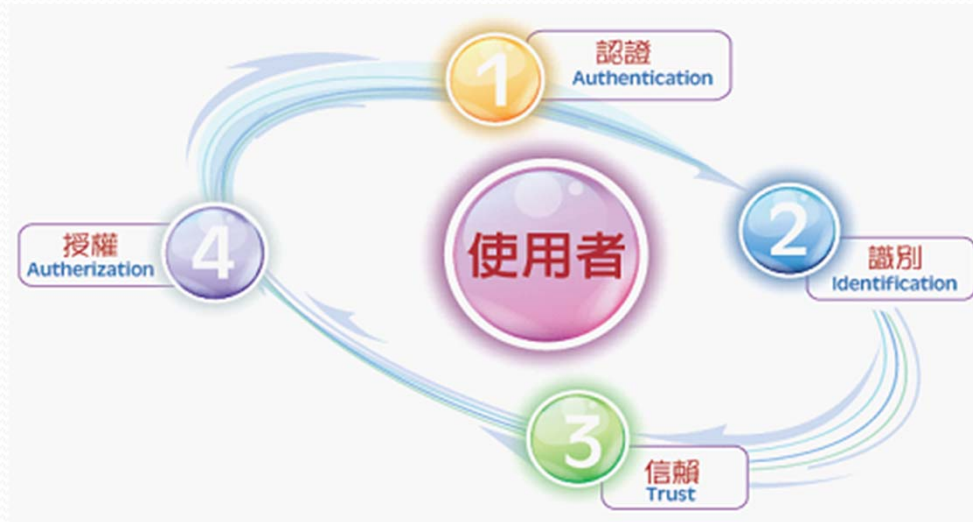 1
認證
Authentication
2
識別
Identification
3
信賴
Trust
4
授權
Autherization
使用者